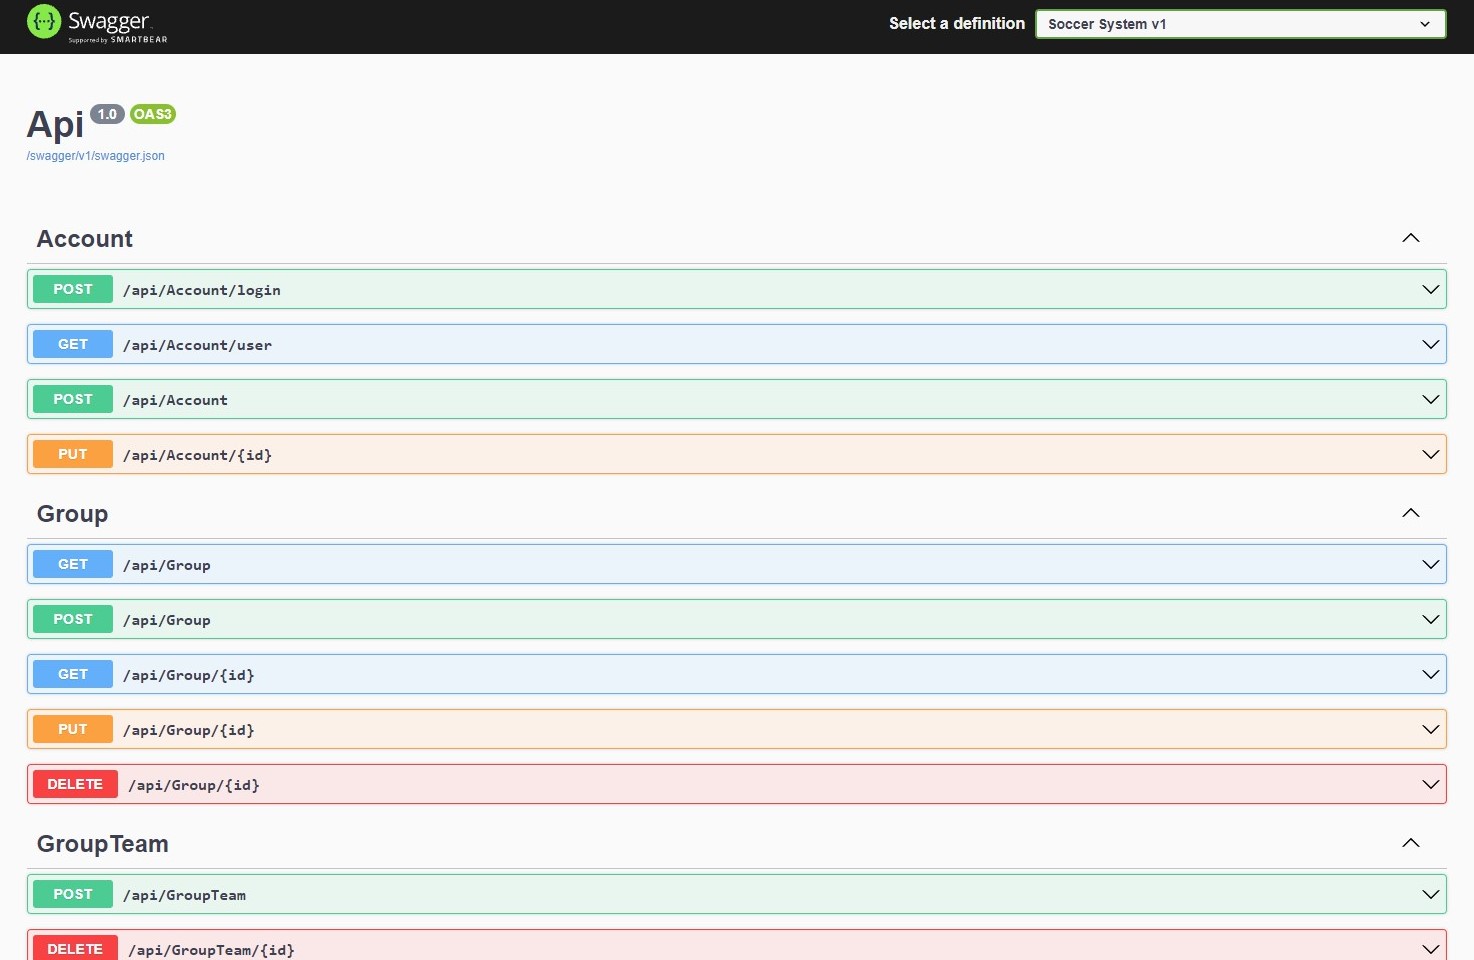 Swagger
Supported by SMARTBEAR
Select a definition
Soccer System v1
Api 1.0 OAS3
/swagger/v1/swagger.json
Account
POST /api/Account/login
GET /api/Account/user
POST /api/Account
PUT /api/Account/{id}
Group
GET /api/Group
POST /api/Group
GET /api/Group/{id}
PUT /api/Group/{id}
DELETE /api/Group/{id}
GroupTeam
POST /api/GroupTeam
DELETE /api/GroupTeam/{id}